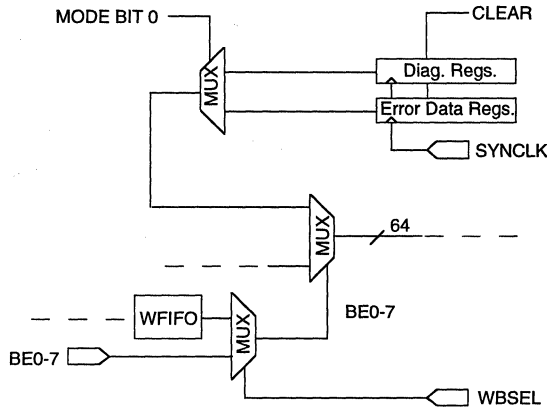 MODE BIT 0
CLEAR
MUX
Diag. Regs.
Error Data Regs.
SYNCLK
MUX
64
BE0-7
WFIFO
MUX
BE0-7
WBSEL